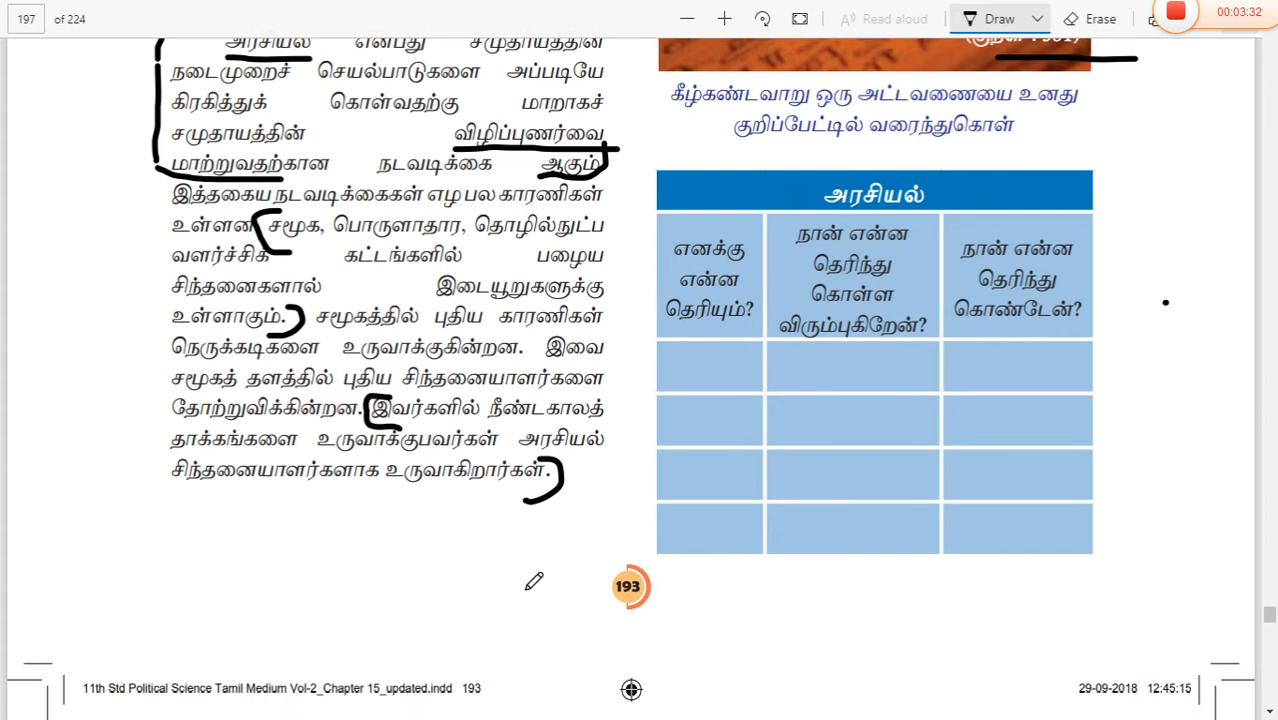 197 of 224
Read aloud
Draw
Erase
00:03:32
அரசியல் என்பது சமுதாயத்தின்
நடைமுறைச் செயல்பாடுகளை அப்படியே
கிரகித்துக் கொள்வதற்கு மாறாகச்
சமுதாயத்தின் விழிப்புணர்வை
மாற்றுவதற்கான நடவடிக்கை ஆகும்.
இத்தகைய நடவடிக்கைகள் எழ பல காரணிகள்
உள்ளன சமூக, பொருளாதார, தொழில்நுட்ப
வளர்ச்சிக் கட்டங்களில் பழைய
சிந்தனைகளால் இடையூறுகளுக்கு
உள்ளாகும். சமூகத்தில் புதிய காரணிகள்
நெருக்கடிகளை உருவாக்குகின்றன. இவை
சமூகத் தளத்தில் புதிய சிந்தனையாளர்களை
தோற்றுவிக்கின்றன. இவர்களில் நீண்டகாலத்
தாக்கங்களை உருவாக்குபவர்கள் அரசியல்
சிந்தனையாளர்களாக உருவாகிறார்கள்.
கீழ்கண்டவாறு ஒரு அட்டவணையை உனது
குறிப்பேட்டில் வரைந்துகொள்
அரசியல்
எனக்கு
என்ன
தெரியும்?
நான் என்ன
தெரிந்து
கொள்ள
விரும்புகிறேன்?
நான் என்ன
தெரிந்து
கொண்டேன்?
193
11th Std Political Science Tamil Medium Vol-2_Chapter 15_updated.indd 193
29-09-2018 12:45:15